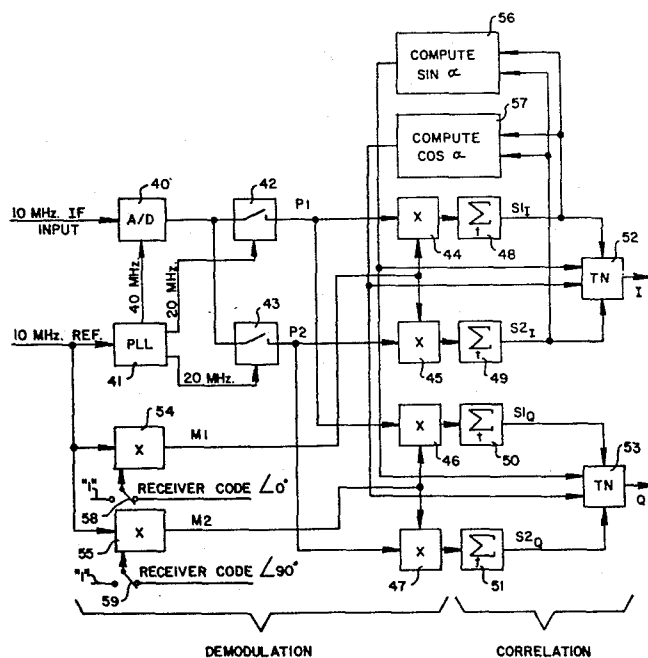 56
COMPUTE
SIN α
57
COMPUTE
COS α
40
42
P1
10 MHZ. IF
INPUT
A/D
X
44
Σ
t
48
S1I
52
TN
I
40 MHZ
20 MHZ.
43
P2
10 MHZ. REF.
PLL
41
20 MHZ.
X
45
Σ
t
49
S2I
54
X
M1
X
46
Σ
t
50
S1Q
53
TN
Q
"1"
58
RECEIVER CODE ∠0°
X
55
M2
X
47
Σ
t
51
S2Q
"1"
59
RECEIVER CODE ∠90°
DEMODULATION
CORRELATION